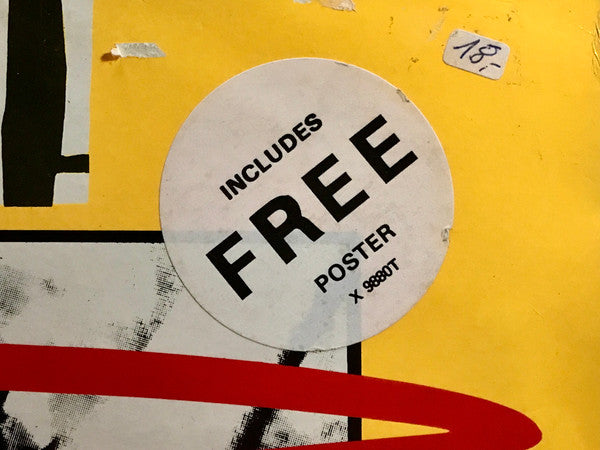 18,-
INCLUDES
FREE
POSTER
X 9880T